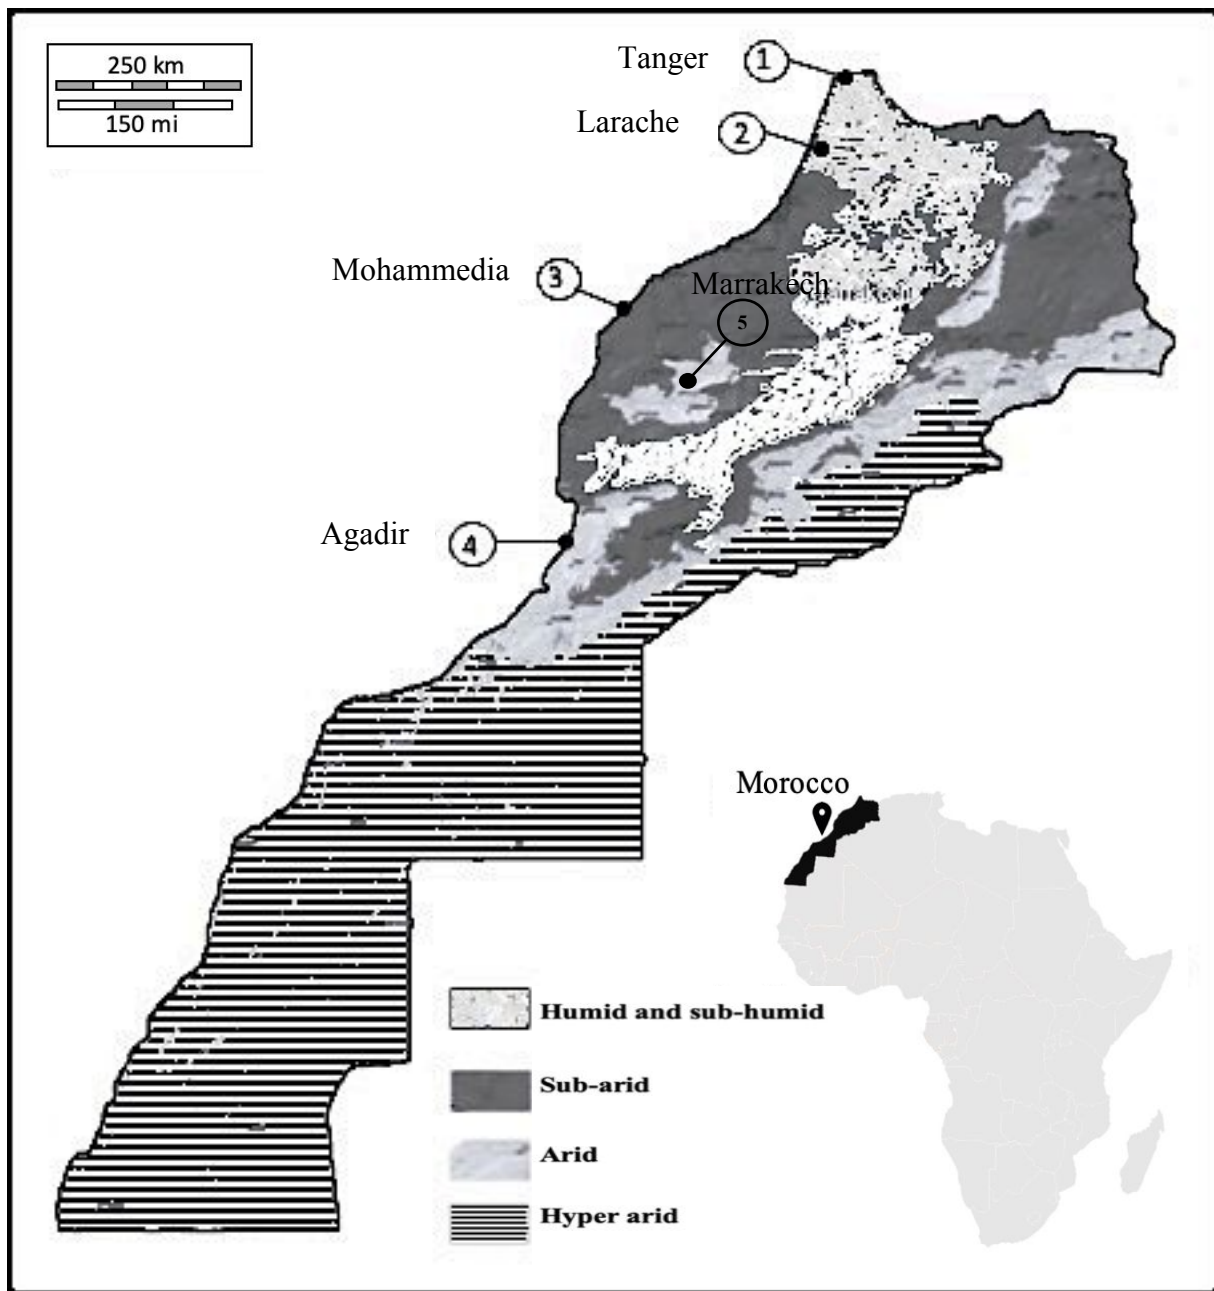 250 km
150 mi
Tanger
1
Larache
2
Mohammedia
3
Marrakech
5
Agadir
4
Morocco
Humid and sub-humid
Sub-arid
Arid
Hyper arid